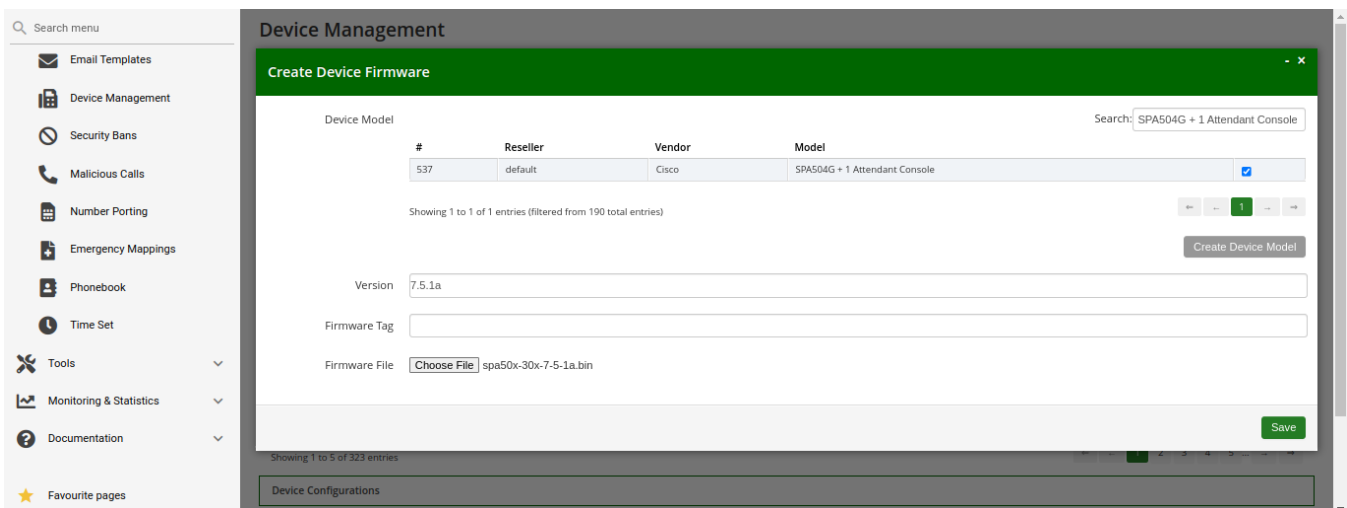 Search menu
Email Templates
Device Management
Security Bans
Malicious Calls
Number Porting
Emergency Mappings
Phonebook
Time Set
Tools
Monitoring & Statistics
Documentation
Favourite pages
Device Management
Create Device Firmware - ×
Device Model
Search: SPA504G + 1 Attendant Console
# Reseller Vendor Model
537 default Cisco SPA504G + 1 Attendant Console
Showing 1 to 1 of 1 entries (filtered from 190 total entries)
⇐ ← 1 → ⇒
Create Device Model
Version 7.5.1a
Firmware Tag
Firmware File Choose File spa50x-30x-7-5-1a.bin
Save
Showing 1 to 5 of 323 entries
⇐ ← 1 2 3 4 5 ... → ⇒
Device Configurations